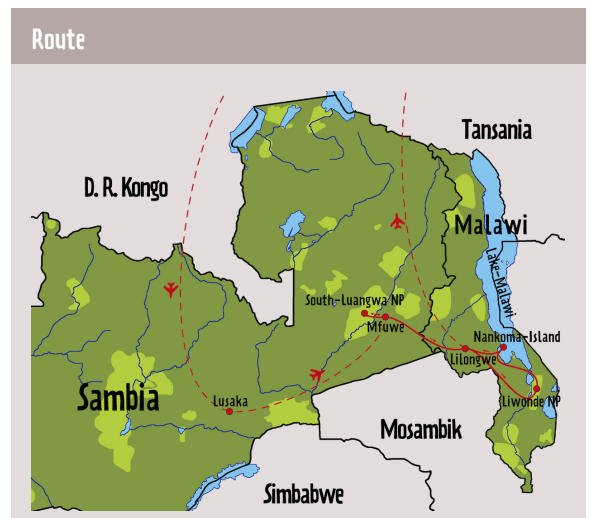 Route
Tansania
D. R. Kongo
Malawi
Lake-Malawi
South-Luangwa NP
Mfuwe
Nankoma-Island
Lilongwe
Sambia
Lusaka
Liwonde NP
Mosambik
Simbabwe